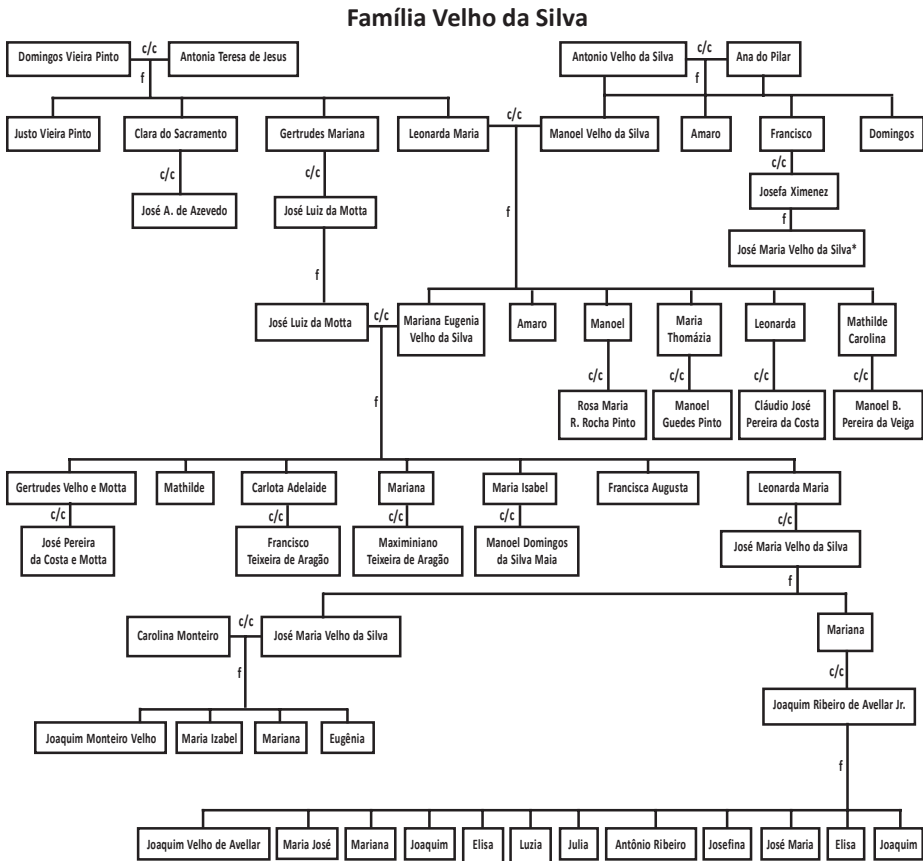 Família Velho da Silva
Domingos Vieira Pinto
c/c
Antonia Teresa de Jesus
Antonio Velho da Silva
c/c
Ana do Pilar
f
f
Justo Vieira Pinto
Clara do Sacramento
Gertrudes Mariana
Leonarda Maria
c/c
Manoel Velho da Silva
Amaro
Francisco
Domingos
c/c
c/c
c/c
José A. de Azevedo
José Luiz da Motta
Josefa Ximenez
f
f
José Maria Velho da Silva*
f
José Luiz da Motta
c/c
Mariana Eugenia
Velho da Silva
Amaro
Manoel
Maria
Thomázia
Leonarda
Mathilde
Carolina
c/c
c/c
c/c
c/c
Rosa Maria
R. Rocha Pinto
Manoel
Guedes Pinto
Cláudio José
Pereira da Costa
Manoel B.
Pereira da Veiga
f
Gertrudes Velho e Motta
Mathilde
Carlota Adelaide
Mariana
Maria Isabel
Francisca Augusta
Leonarda Maria
c/c
c/c
c/c
c/c
c/c
José Pereira
da Costa e Motta
Francisco
Teixeira de Aragão
Maximiniano
Teixeira de Aragão
Manoel Domingos
da Silva Maia
José Maria Velho da Silva
f
Carolina Monteiro
c/c
José Maria Velho da Silva
Mariana
f
c/c
Joaquim Ribeiro de Avellar Jr.
Joaquim Monteiro Velho
Maria Izabel
Mariana
Eugênia
f
Joaquim Velho de Avellar
Maria José
Mariana
Joaquim
Elisa
Luzia
Julia
Antônio Ribeiro
Josefina
José Maria
Elisa
Joaquim